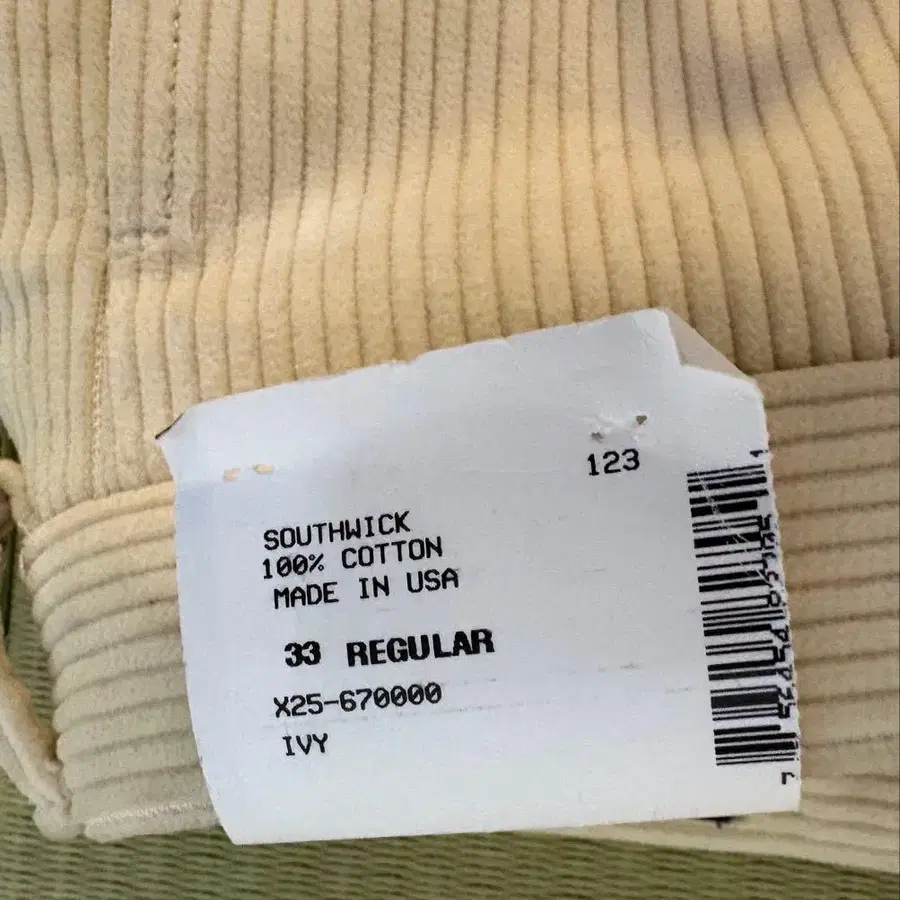 123
SOUTHWICK
100% COTTON
MADE IN USA
33 REGULAR
X25-670000
IVY